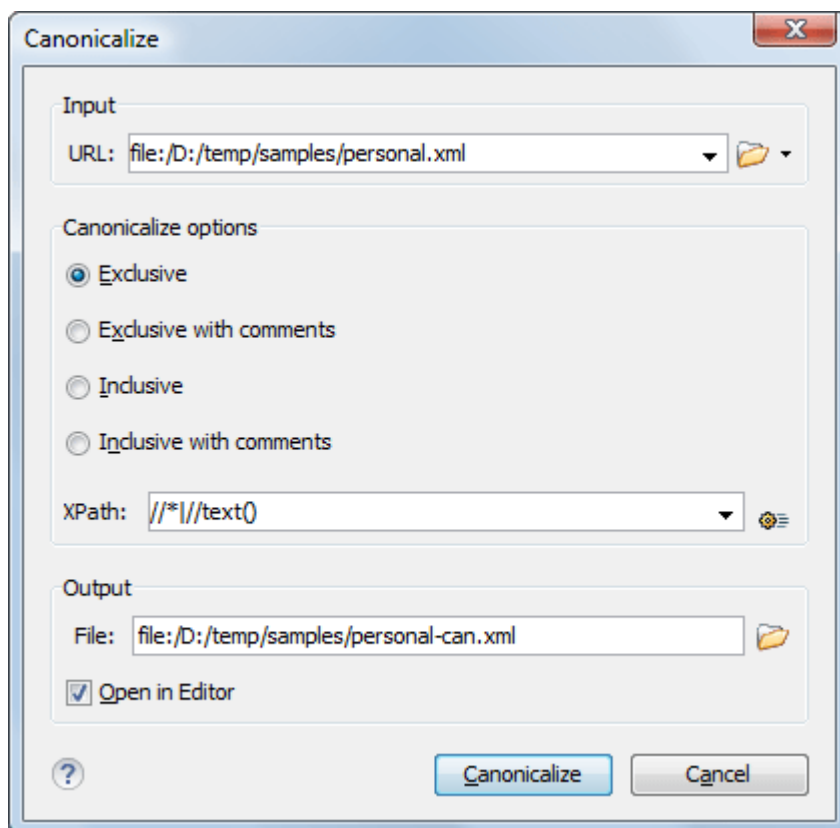 Canonicalize
Input
URL: file:/D:/temp/samples/personal.xml
Canonicalize options
Exclusive
Exclusive with comments
Inclusive
Inclusive with comments
XPath: //*|//text()
Output
File: file:/D:/temp/samples/personal-can.xml
Open in Editor
? Canonicalize Cancel